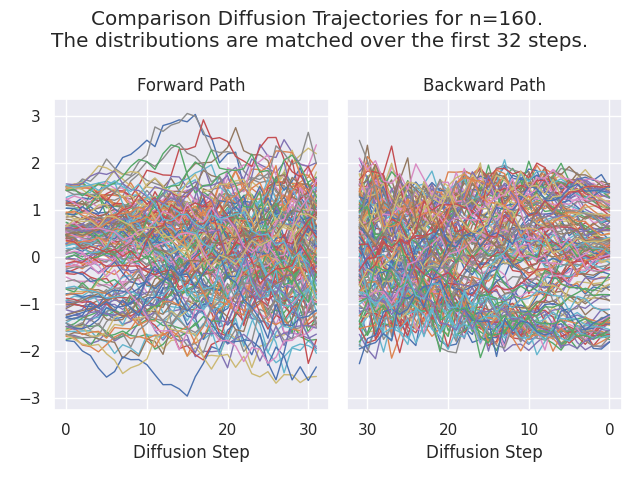 Comparison Diffusion Trajectories for n=160.
The distributions are matched over the first 32 steps.
Forward Path
Backward Path
3
2
1
0
−1
−2
−3
0 10 20 30
30 20 10 0
Diffusion Step
Diffusion Step